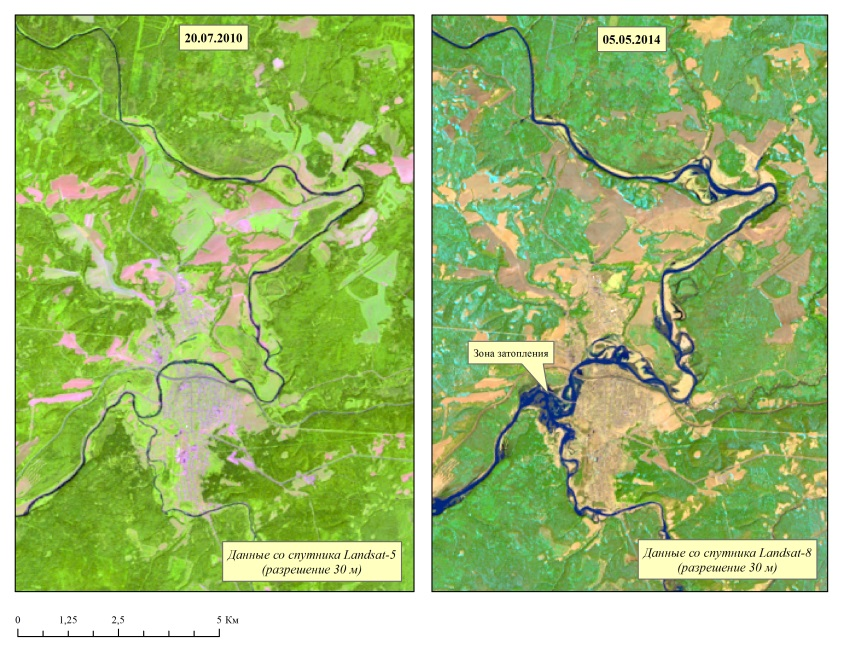 20.07.2010
05.05.2014
Зона затопления
Данные со спутника Landsat-5
(разрешение 30 м)
Данные со спутника Landsat-8
(разрешение 30 м)
0 1,25 2,5 5 Км